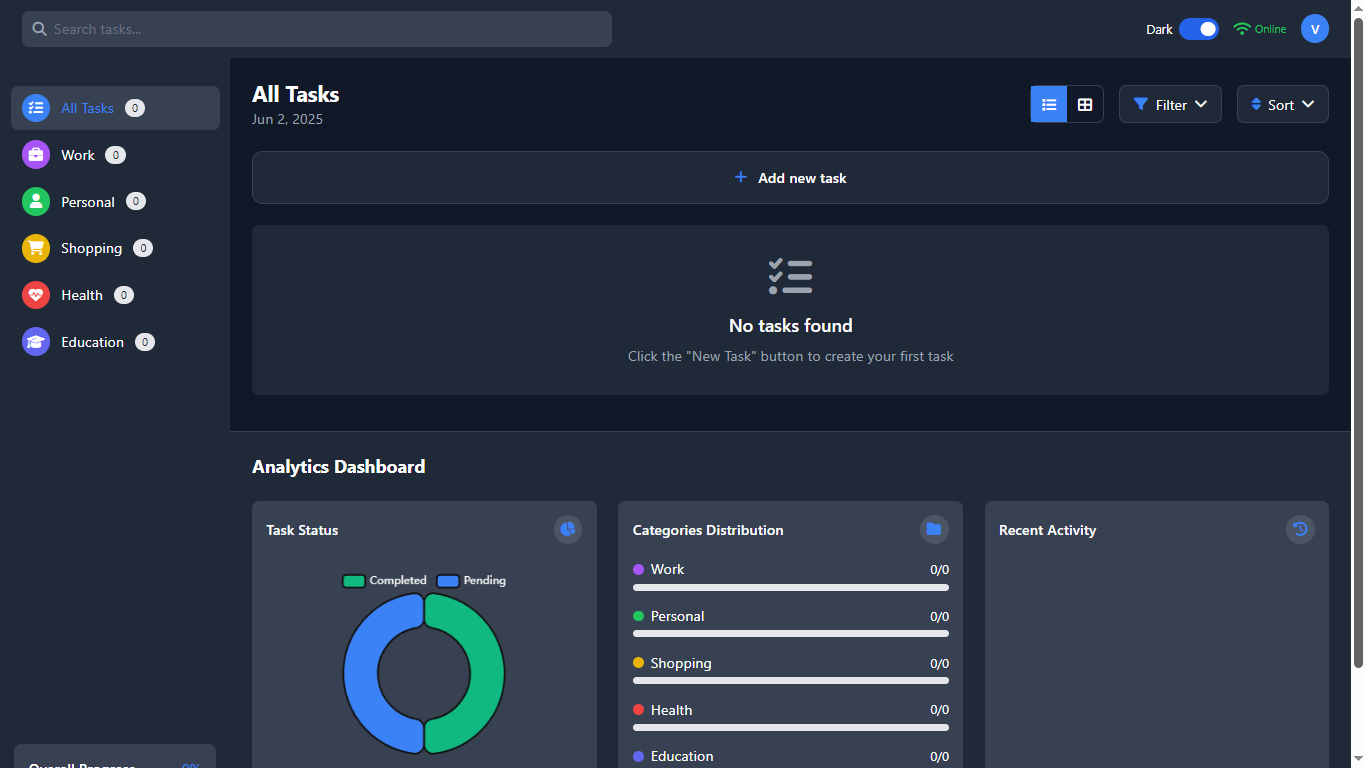 Search tasks...
Dark
Online
V
All Tasks 0
Work 0
Personal 0
Shopping 0
Health 0
Education 0
Overall Progress 0%
All Tasks
Jun 2, 2025
Filter
Sort
Add new task
No tasks found
Click the "New Task" button to create your first task
Analytics Dashboard
Task Status
Completed Pending
Categories Distribution
Work 0/0
Personal 0/0
Shopping 0/0
Health 0/0
Education 0/0
Recent Activity